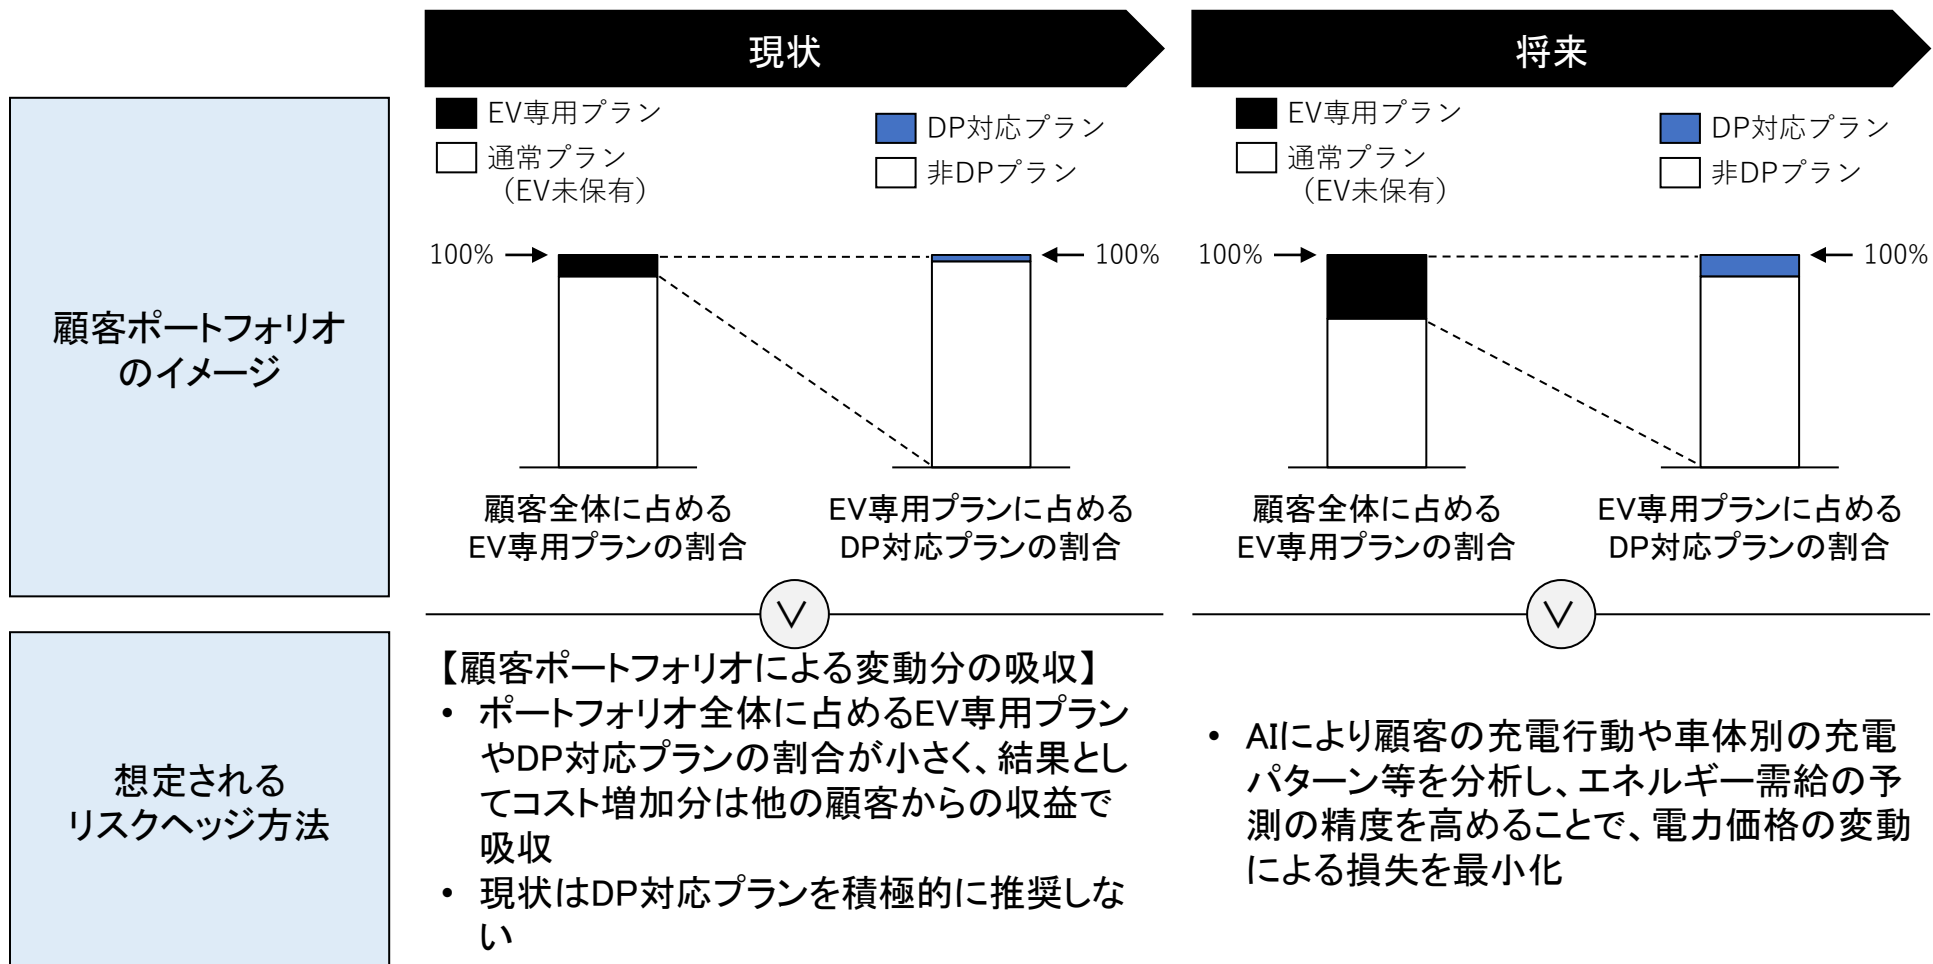 現状
将来
EV専用プラン
通常プラン
（EV未保有）
DP対応プラン
非DPプラン
EV専用プラン
通常プラン
（EV未保有）
DP対応プラン
非DPプラン
顧客ポートフォリオ
のイメージ
100%
100%
100%
100%
顧客全体に占める
EV専用プランの割合
EV専用プランに占める
DP対応プランの割合
顧客全体に占める
EV専用プランの割合
EV専用プランに占める
DP対応プランの割合
想定される
リスクヘッジ方法
【顧客ポートフォリオによる変動分の吸収】
• ポートフォリオ全体に占めるEV専用プラン
やDP対応プランの割合が小さく、結果とし
てコスト増加分は他の顧客からの収益で
吸収
• 現状はDP対応プランを積極的に推奨しな
い
• AIにより顧客の充電行動や車体別の充電
パターン等を分析し、エネルギー需給の予
測の精度を高めることで、電力価格の変動
による損失を最小化